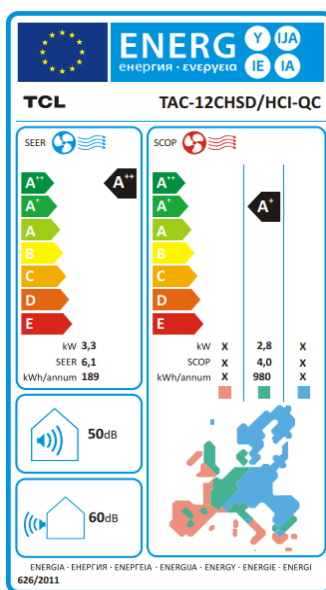 ENERG
енергия · ενεργεια
Y IJA
IE IA
TCL
TAC-12CHSD/HCI-QC
SEER
SCOP
A++
A+
A
B
C
D
E
A++
A++
A+
A
B
C
D
E
A+
kW 3,3
SEER 6,1
kWh/annum 189
kW X 2,8 X
SCOP X 4,0 X
kWh/annum X 980 X
50dB
60dB
ENERGIA · ЕНЕРГИЯ · ΕΝΕΡΓΕΙΑ · ENERGIJA · ENERGY · ENERGIE · ENERGI
626/2011